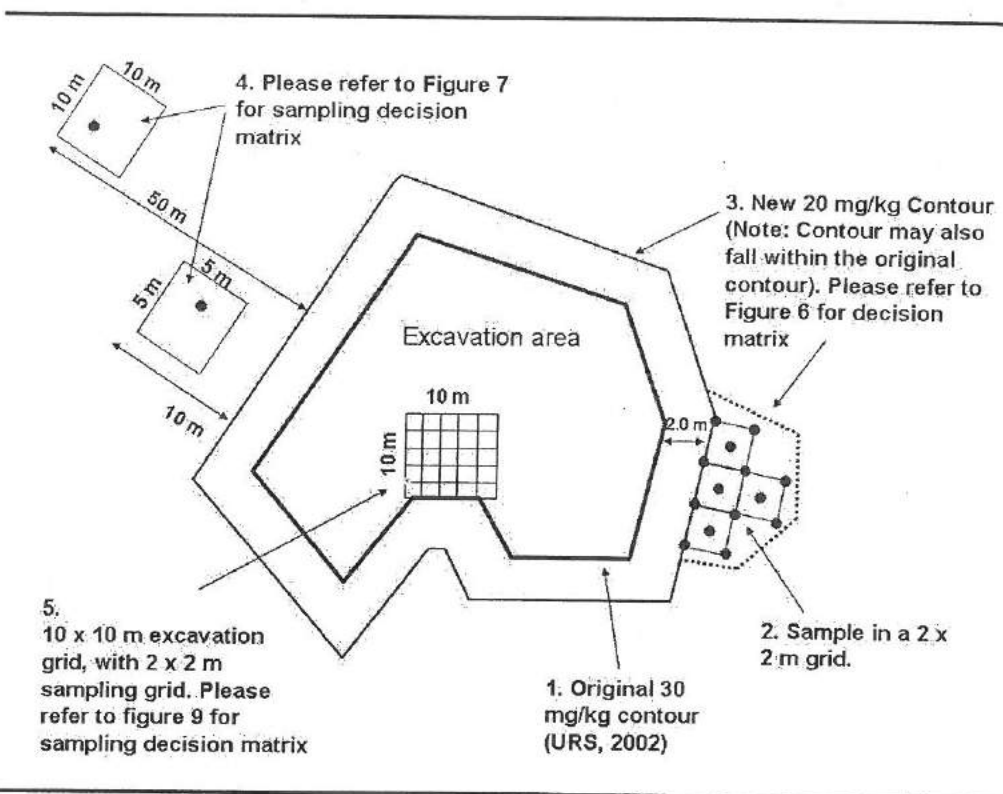 10 m
10 m
4. Please refer to Figure 7
for sampling decision
matrix
50 m
5 m
5 m
10 m
3. New 20 mg/kg Contour
(Note: Contour may also
fall within the original
contour). Please refer to
Figure 6 for decision
matrix
Excavation area
10 m
10 m
2.0 m
5.
10 x 10 m excavation
grid, with 2 x 2 m
sampling grid. Please
refer to figure 9 for
sampling decision matrix
1. Original 30
mg/kg contour
(URS, 2002)
2. Sample in a 2 x
2 m grid.